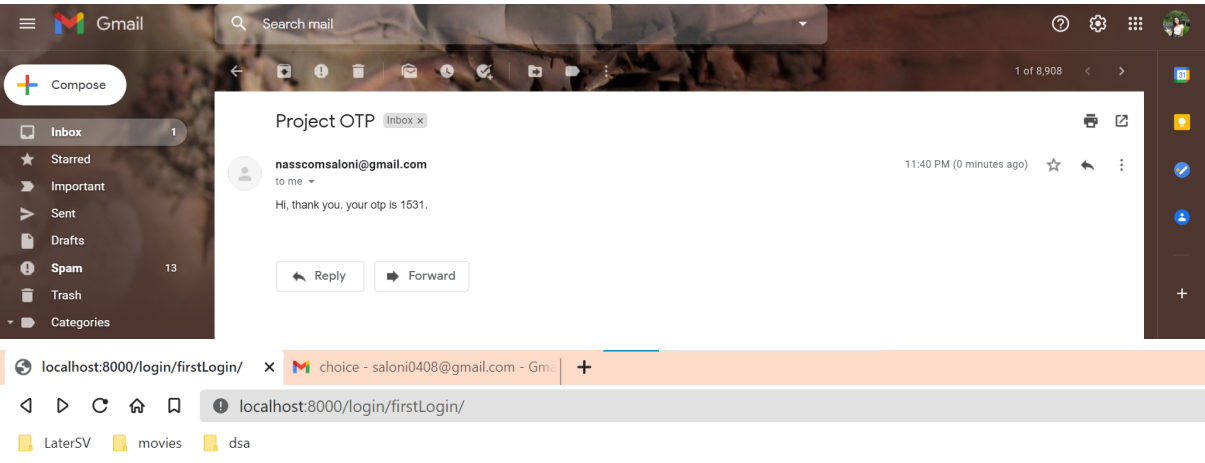 Gmail
Search mail
Compose
1 of 8,908
31
Project OTP Inbox x
Inbox 1
Starred
nasscomsaloni@gmail.com 11:40 PM (0 minutes ago)
to me
Important
Hi, thank you. your otp is 1531.
Sent
Drafts
Spam 13
Reply Forward
Trash
Categories
localhost:8000/login/firstLogin/ choice - saloni0408@gmail.com - Gma
localhost:8000/login/firstLogin/
LaterSV movies dsa